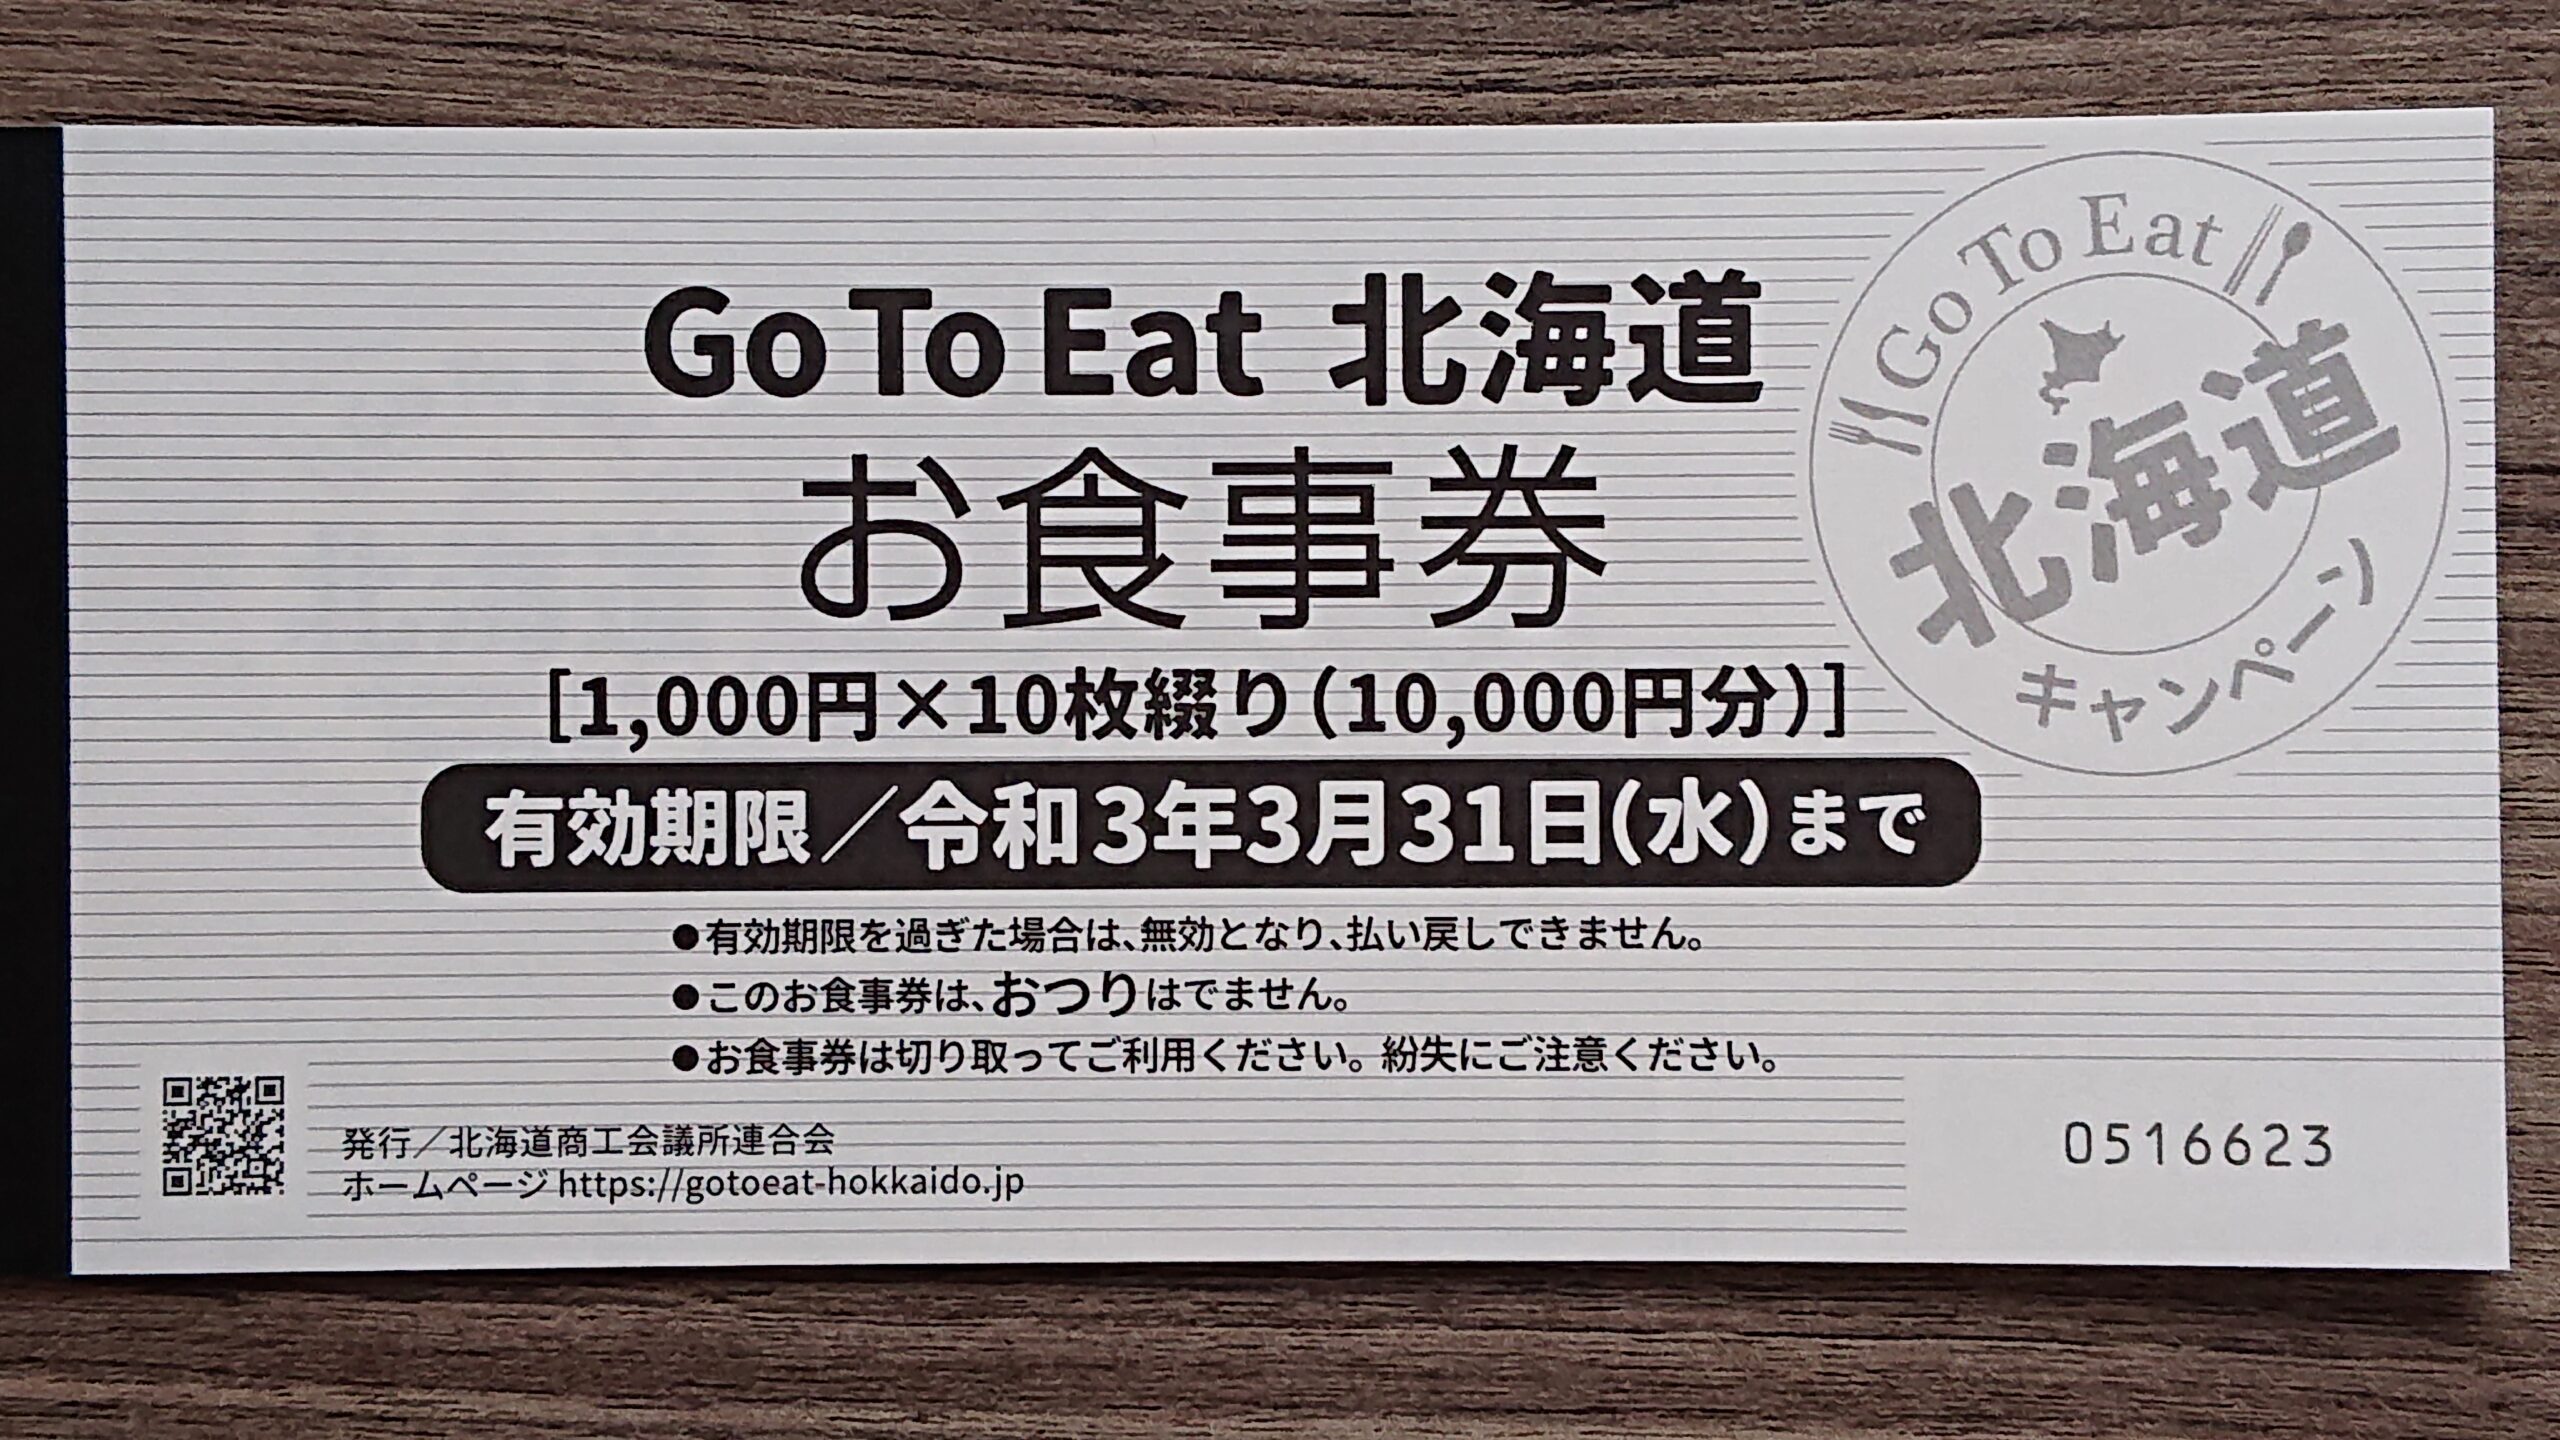 Go To Eat 北海道
お食事券
[1,000円×10枚綴り(10,000円分)]
有効期限／令和3年3月31日(水)まで
●有効期限を過ぎた場合は、無効となり、払い戻しできません。
●このお食事券は、おつりはでません。
●お食事券は切り取ってご利用ください。紛失にご注意ください。
発行／北海道商工会議所連合会
ホームページ https://gotoeat-hokkaido.jp
0516623
Go To Eat
北海道
キャンペーン